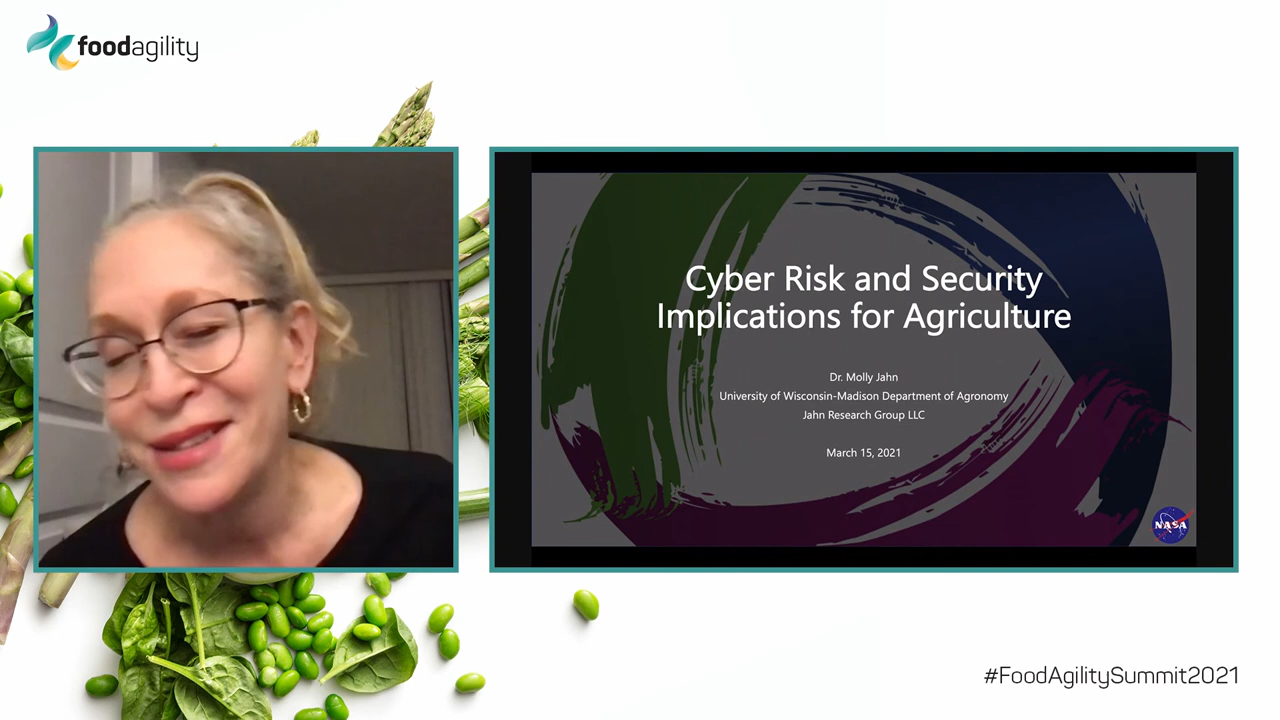 foodagility
Cyber Risk and Security
Implications for Agriculture
Dr. Molly Jahn
University of Wisconsin-Madison Department of Agronomy
Jahn Research Group LLC
March 15, 2021
NASA
#FoodAgilitySummit2021